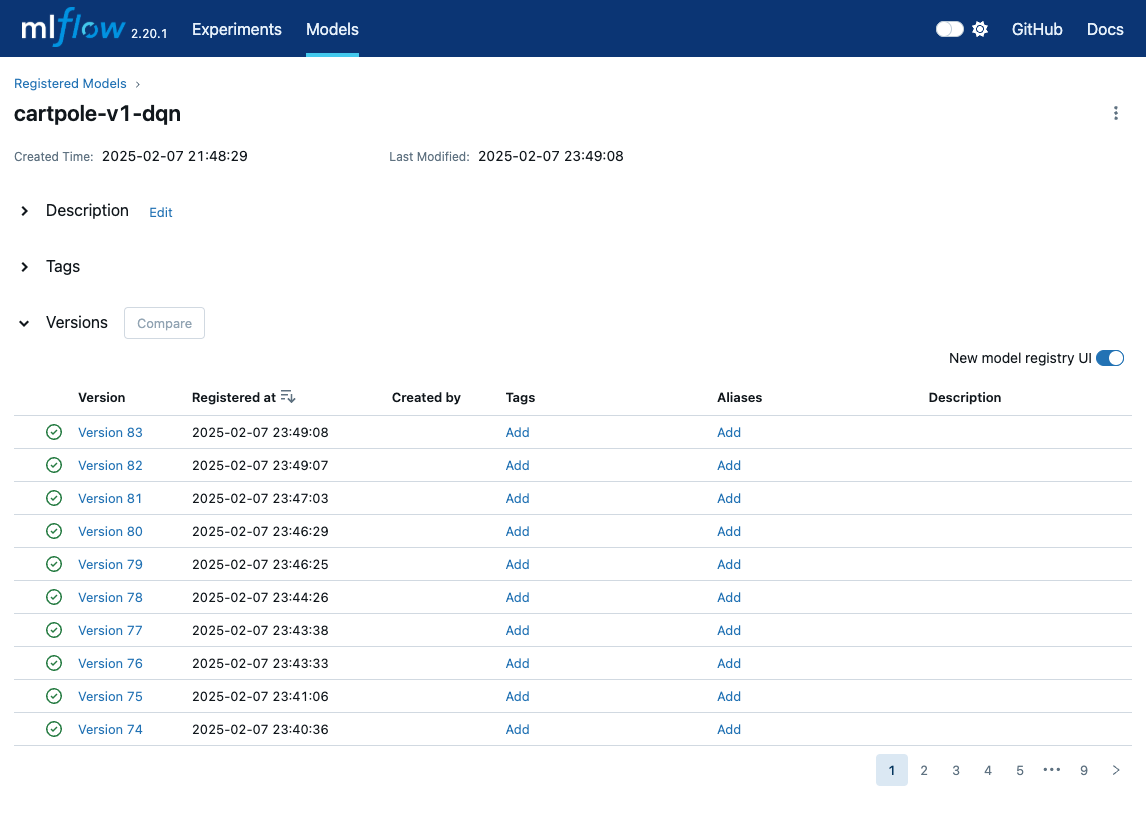 mlflow 2.20.1 Experiments Models GitHub Docs
Registered Models
cartpole-v1-dqn
Created Time: 2025-02-07 21:48:29 Last Modified: 2025-02-07 23:49:08
Description Edit
Tags
Versions Compare
New model registry UI
Version Registered at Created by Tags Aliases Description
Version 83 2025-02-07 23:49:08 Add Add
Version 82 2025-02-07 23:49:07 Add Add
Version 81 2025-02-07 23:47:03 Add Add
Version 80 2025-02-07 23:46:29 Add Add
Version 79 2025-02-07 23:46:25 Add Add
Version 78 2025-02-07 23:44:26 Add Add
Version 77 2025-02-07 23:43:38 Add Add
Version 76 2025-02-07 23:43:33 Add Add
Version 75 2025-02-07 23:41:06 Add Add
Version 74 2025-02-07 23:40:36 Add Add
1 2 3 4 5 ••• 9